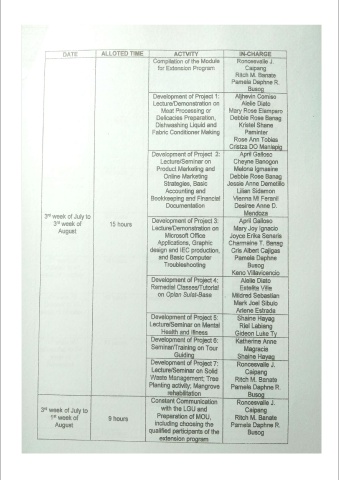 DATE
ALLOTED TIME
ACTVITY
IN-CHARGE
3rd week of July to
3rd week of
August
15 hours
Compilation of the Module
for Extension Program
Roncesvalle J.
Caipang
Ritch M. Banate
Pamela Daphne R.
Busog
Development of Project 1:
Lecture/Demonstration on
Meat Processing or
Delicacies Preparation,
Dishwashing Liquid and
Fabric Conditioner Making
Comiso
Alelie Diato
Mary Rose Elampero
Debbie Rose Banag
Kristel Shane
Paminter
Rose Ann Tobias
Cristza DO Manlapig
Development of Project 2:
Lecture/Seminar on
Product Marketing and
Online Marketing
Strategies, Basic
Accounting and
Bookkeeping and Financial
Documentation
April Galloso
Cheyne Banogon
Melona Ignasine
Debbie Rose Banag
Jessie Anne Demetillo
Lilian Sidamon
Vienna Mi Feranil
Desiree Anne D.
Mendoza
Development of Project 3:
Lecture/Demonstration on
Microsoft Office
Applications, Graphic
design and IEC production,
and Basic Computer
Troubleshooting
April Galloso
Mary Joy Ignacio
Joyce Erika Senaris
Charmaine T. Banag
Cris Albert Cajigas
Pamela Daphne
Busog
Keno Villavicencio
Development of Project 4:
Remedial Classes/Tutorial
on Oplan Sulat-Basa
Alelie Diato
Estelita Ville
Mildred Sebastian
Mark Joel Sibulo
Arlene Estrada
Development of Project 5:
Lecture/Seminar on Mental
Health and Illness
Shaine Hayag
Riel Labiang
Gideon Luke Ty
Development of Project 6:
Seminar/Training on Tour
Guiding
Katherine Anne
Magracia
Shaine Hayag
Development of Project 7:
Lecture/Seminar on Solid
Waste Management; Tree
Planting activity; Mangrove
rehabilitation
Roncesvalle J.
Caipang
Ritch M. Banate
Pamela Daphne R.
Busog
3rd week of July to
1st week of
August
9 hours
Constant Communication
with the LGU and
Preparation of MOU,
including choosing the
qualified participants of the
extension program
Roncesvalle J.
Caipang
Ritch M. Banate
Pamela Daphne R.
Busog